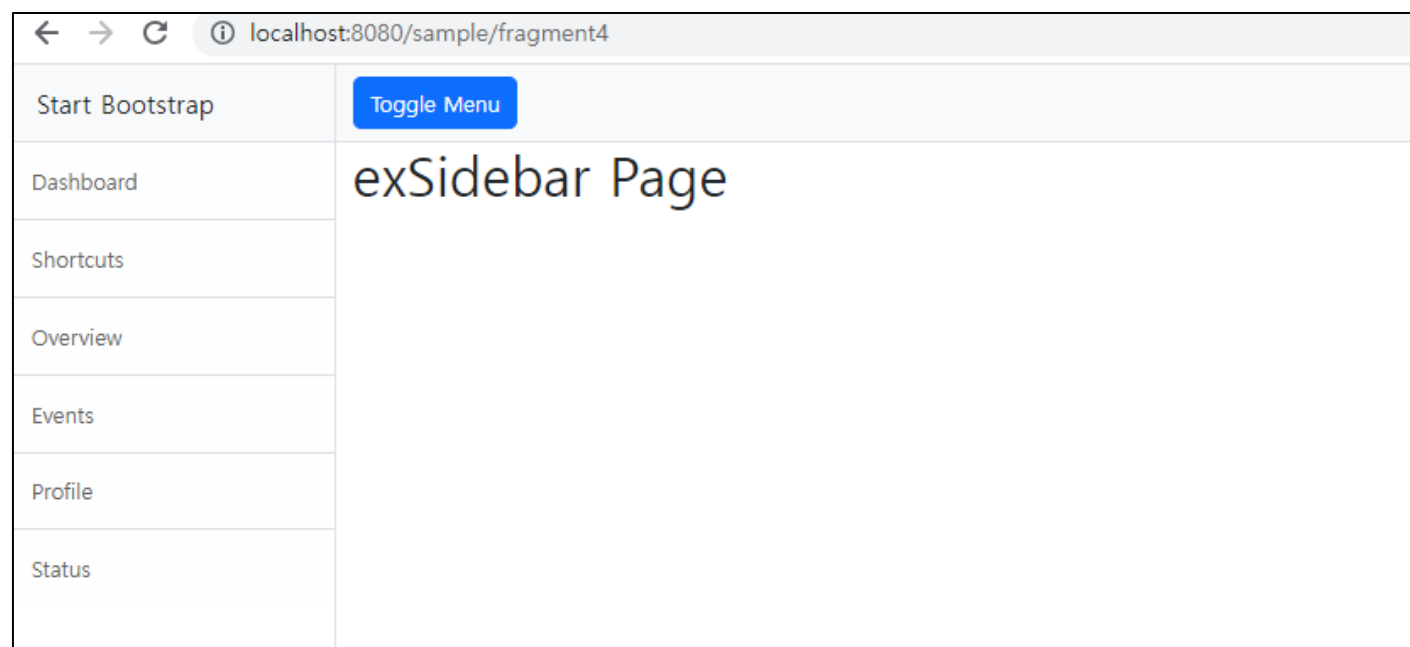 localhost:8080/sample/fragment4
Start Bootstrap
Toggle Menu
Dashboard
exSidebar Page
Shortcuts
Overview
Events
Profile
Status